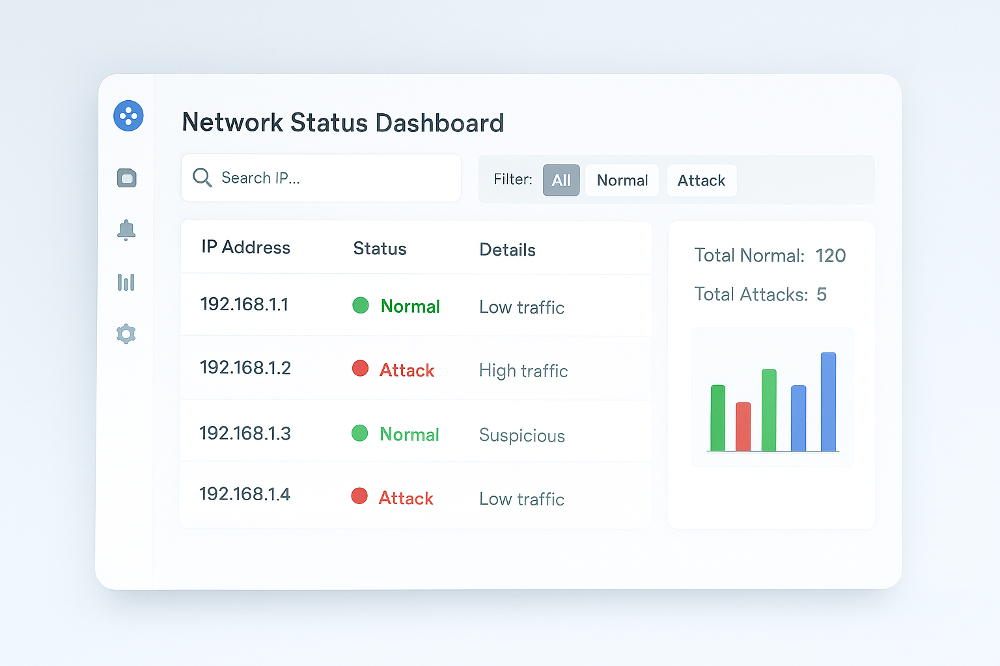 Network Status Dashboard
Search IP...
Filter: All Normal Attack
IP Address Status Details
192.168.1.1 Normal Low traffic
192.168.1.2 Attack High traffic
192.168.1.3 Normal Suspicious
192.168.1.4 Attack Low traffic
Total Normal: 120
Total Attacks: 5